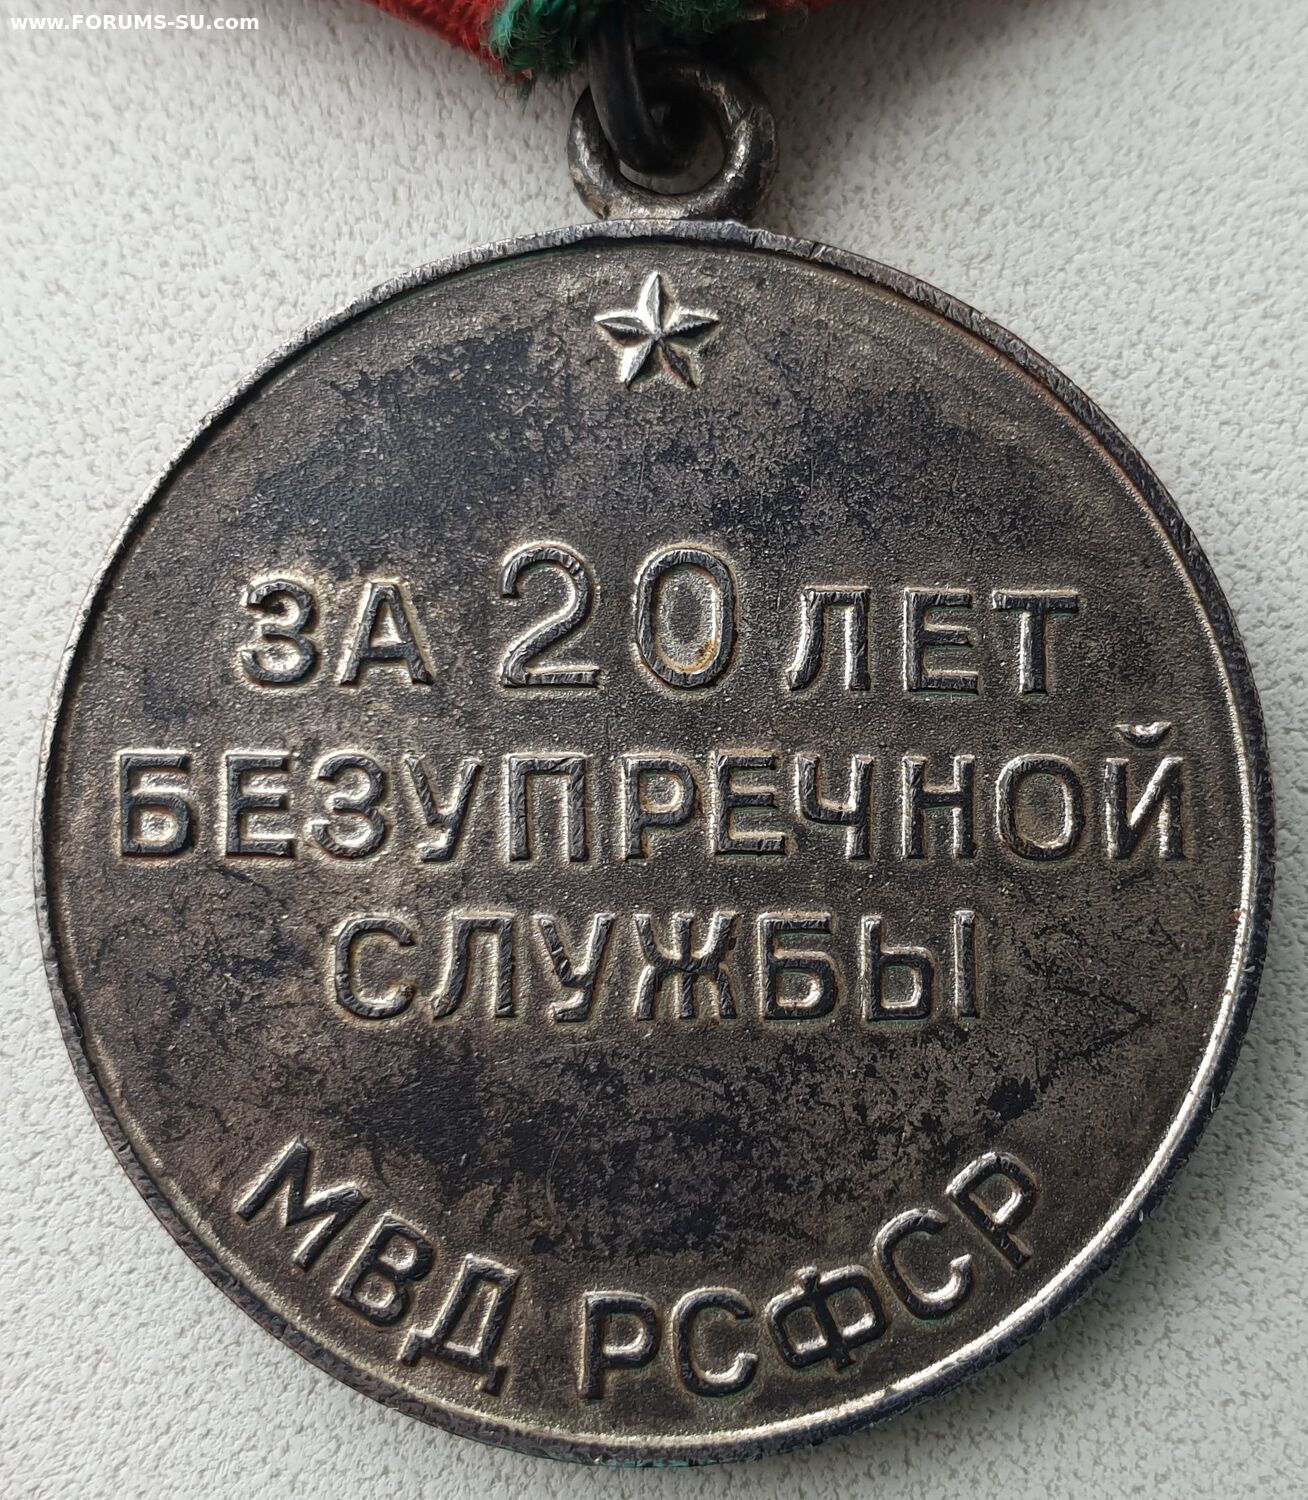 www.FORUMS-SU.com
ЗА 20 ЛЕТ
БЕЗУПРЕЧНОЙ
СЛУЖБЫ
МВД РСФСР